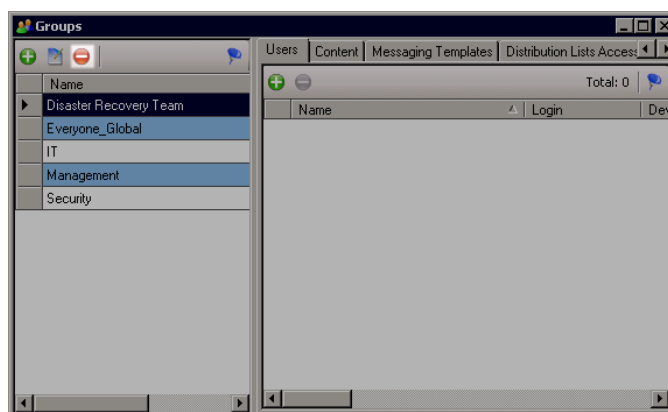 Groups
Users Content Messaging Templates Distribution Lists
Total: 0
Name
Disaster Recovery Team
Everyone_Global
IT
Management
Security
Name Login